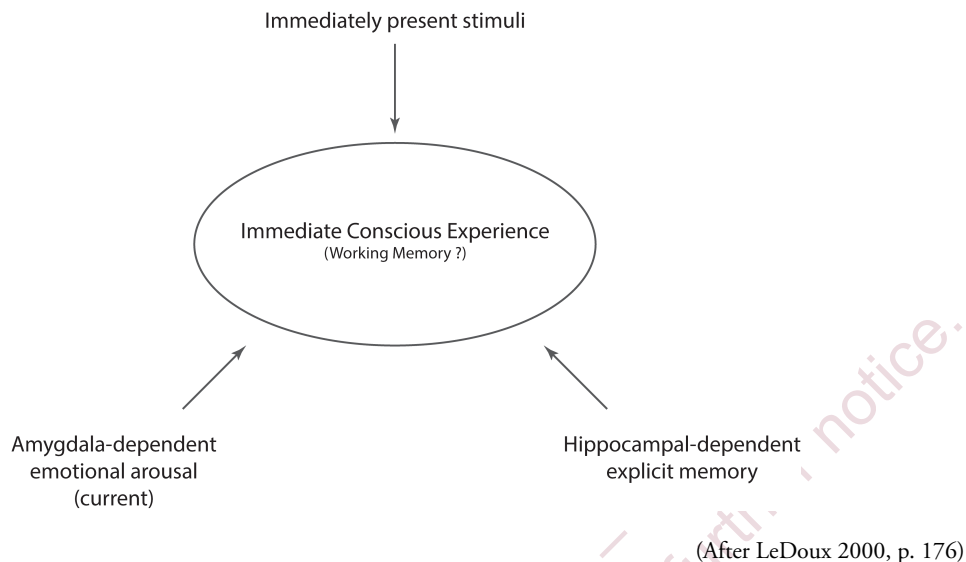 Immediately present stimuli
Immediate Conscious Experience
(Working Memory ?)
Amygdala-dependent
emotional arousal
(current)
Hippocampal-dependent
explicit memory
notice.
(After LeDoux 2000, p. 176)